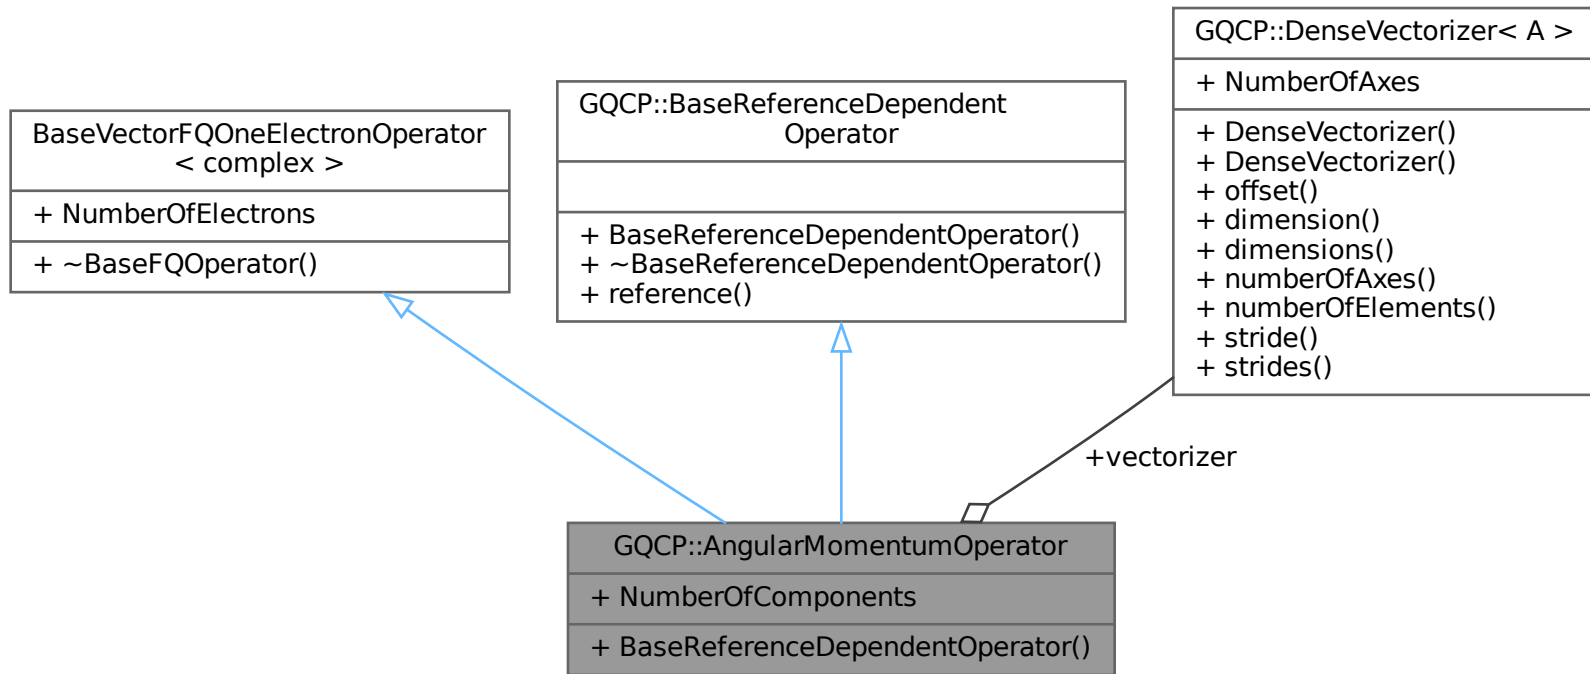 BaseVectorFQOneElectronOperator
< complex >
+ NumberOfElectrons
+ ~BaseFQOperator()
GQCP::BaseReferenceDependent
Operator
+ BaseReferenceDependentOperator()
+ ~BaseReferenceDependentOperator()
+ reference()
GQCP::DenseVectorizer< A >
+ NumberOfAxes
+ DenseVectorizer()
+ DenseVectorizer()
+ offset()
+ dimension()
+ dimensions()
+ numberOfAxes()
+ numberOfElements()
+ stride()
+ strides()
+vectorizer
GQCP::AngularMomentumOperator
+ NumberOfComponents
+ BaseReferenceDependentOperator()